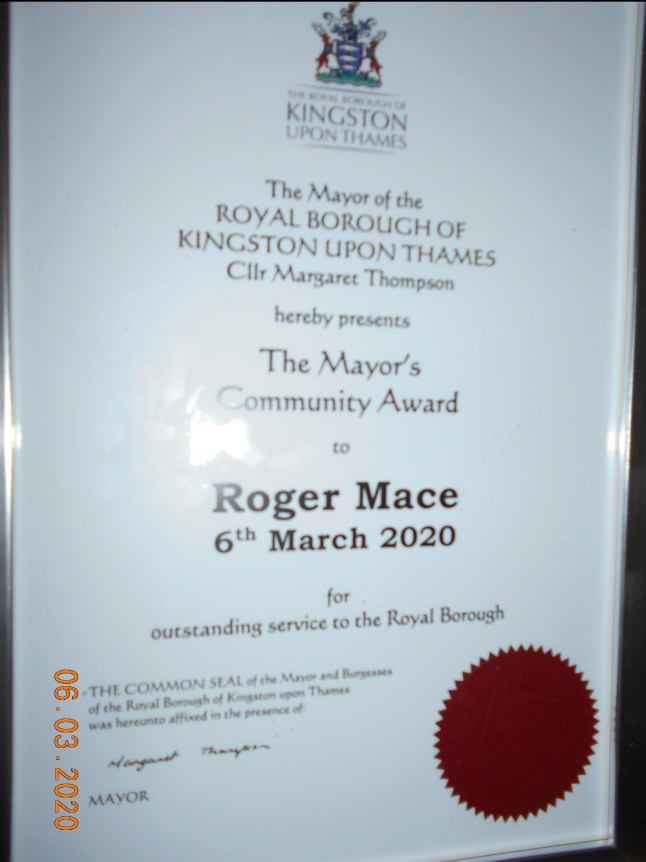 THE ROYAL BOROUGH OF
KINGSTON
UPON THAMES
The Mayor of the
ROYAL BOROUGH OF
KINGSTON UPON THAMES
Cllr Margaret Thompson
hereby presents
The Mayor's
Community Award
to
Roger Mace
6th March 2020
for
outstanding service to the Royal Borough
THE COMMON SEAL of the Mayor and Burgesses
of the Royal Borough of Kingston upon Thames
was hereunto affixed in the presence of:
Margaret Thompson
MAYOR
06.03.2020